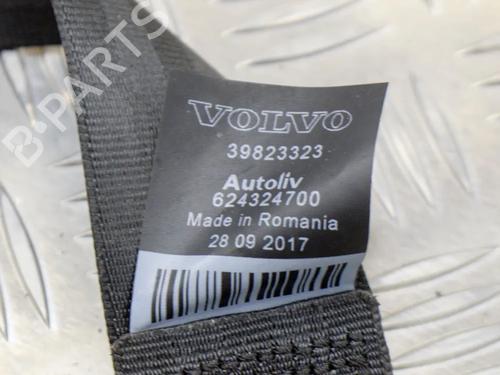 B-PARTS
VOLVO
39823323
Autoliv
624324700
Made in Romania
28 09 2017